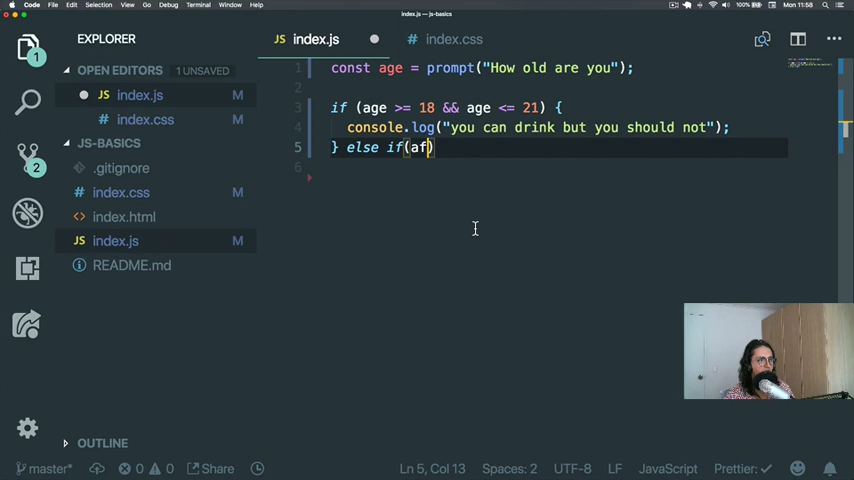 Code File Edit Selection View Go Debug Terminal Window Help 100% Mon 11:58
index.js — js-basics
EXPLORER
JS index.js
# index.css
OPEN EDITORS 1 UNSAVED
JS index.js M
# index.css M
JS-BASICS
.gitignore
# index.css M
<> index.html
JS index.js M
README.md
OUTLINE
1
2
1 const age = prompt("How old are you");
2
3 if (age >= 18 && age <= 21) {
4 console.log("you can drink but you should not");
5 } else if(af)
6
master* 0 0 Share Ln 5, Col 13 Spaces: 2 UTF-8 LF JavaScript Prettier: ✓